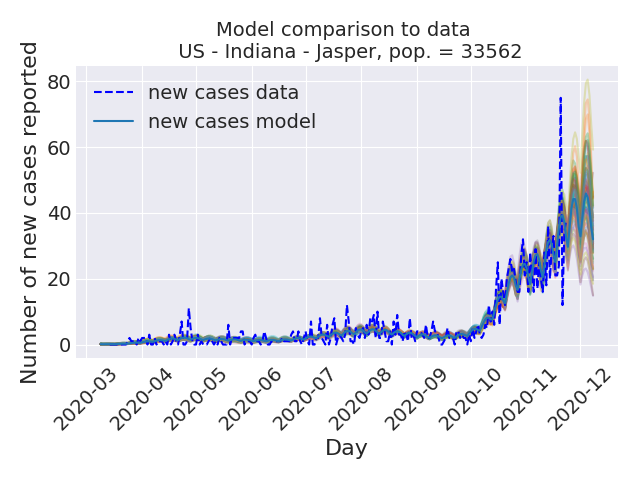 Model comparison to data
US - Indiana - Jasper, pop. = 33562
Number of new cases reported
80
60
40
20
0
new cases data
new cases model
2020-03
2020-04
2020-05
2020-06
2020-07
2020-08
2020-09
2020-10
2020-11
2020-12
Day